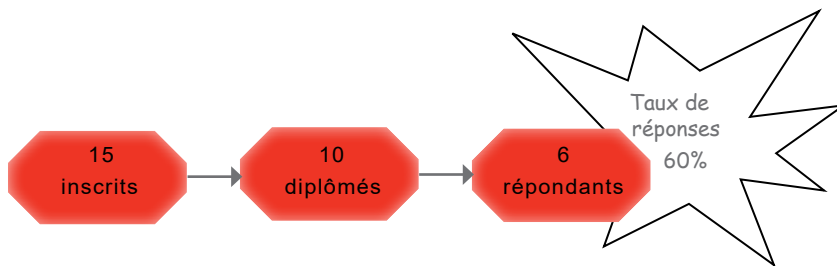 15
inscrits
10
diplômés
6
répondants
Taux de
réponses
60%